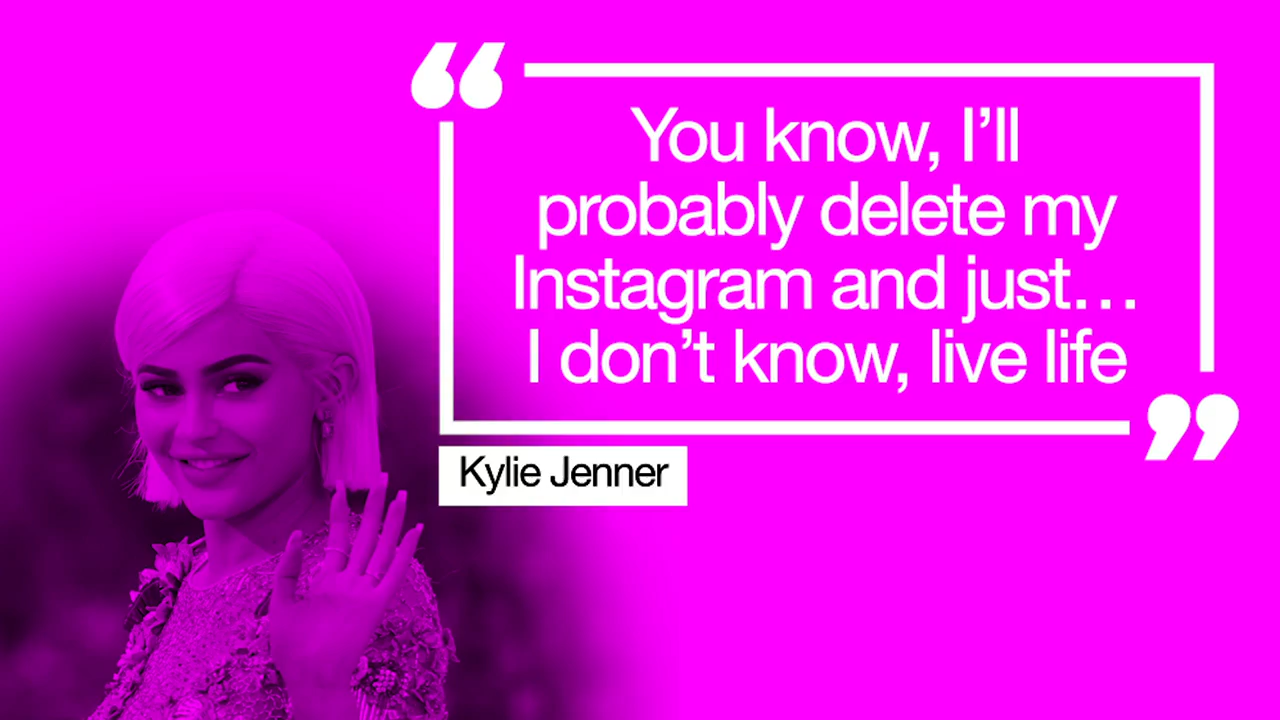 “
You know, I’ll
probably delete my
Instagram and just...
I don’t know, live life
”
Kylie Jenner